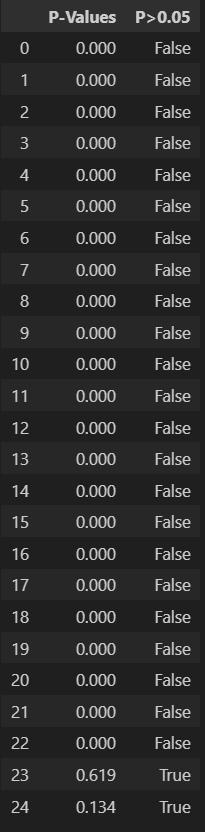 P-Values P>0.05
0 0.000 False
1 0.000 False
2 0.000 False
3 0.000 False
4 0.000 False
5 0.000 False
6 0.000 False
7 0.000 False
8 0.000 False
9 0.000 False
10 0.000 False
11 0.000 False
12 0.000 False
13 0.000 False
14 0.000 False
15 0.000 False
16 0.000 False
17 0.000 False
18 0.000 False
19 0.000 False
20 0.000 False
21 0.000 False
22 0.000 False
23 0.619 True
24 0.134 True